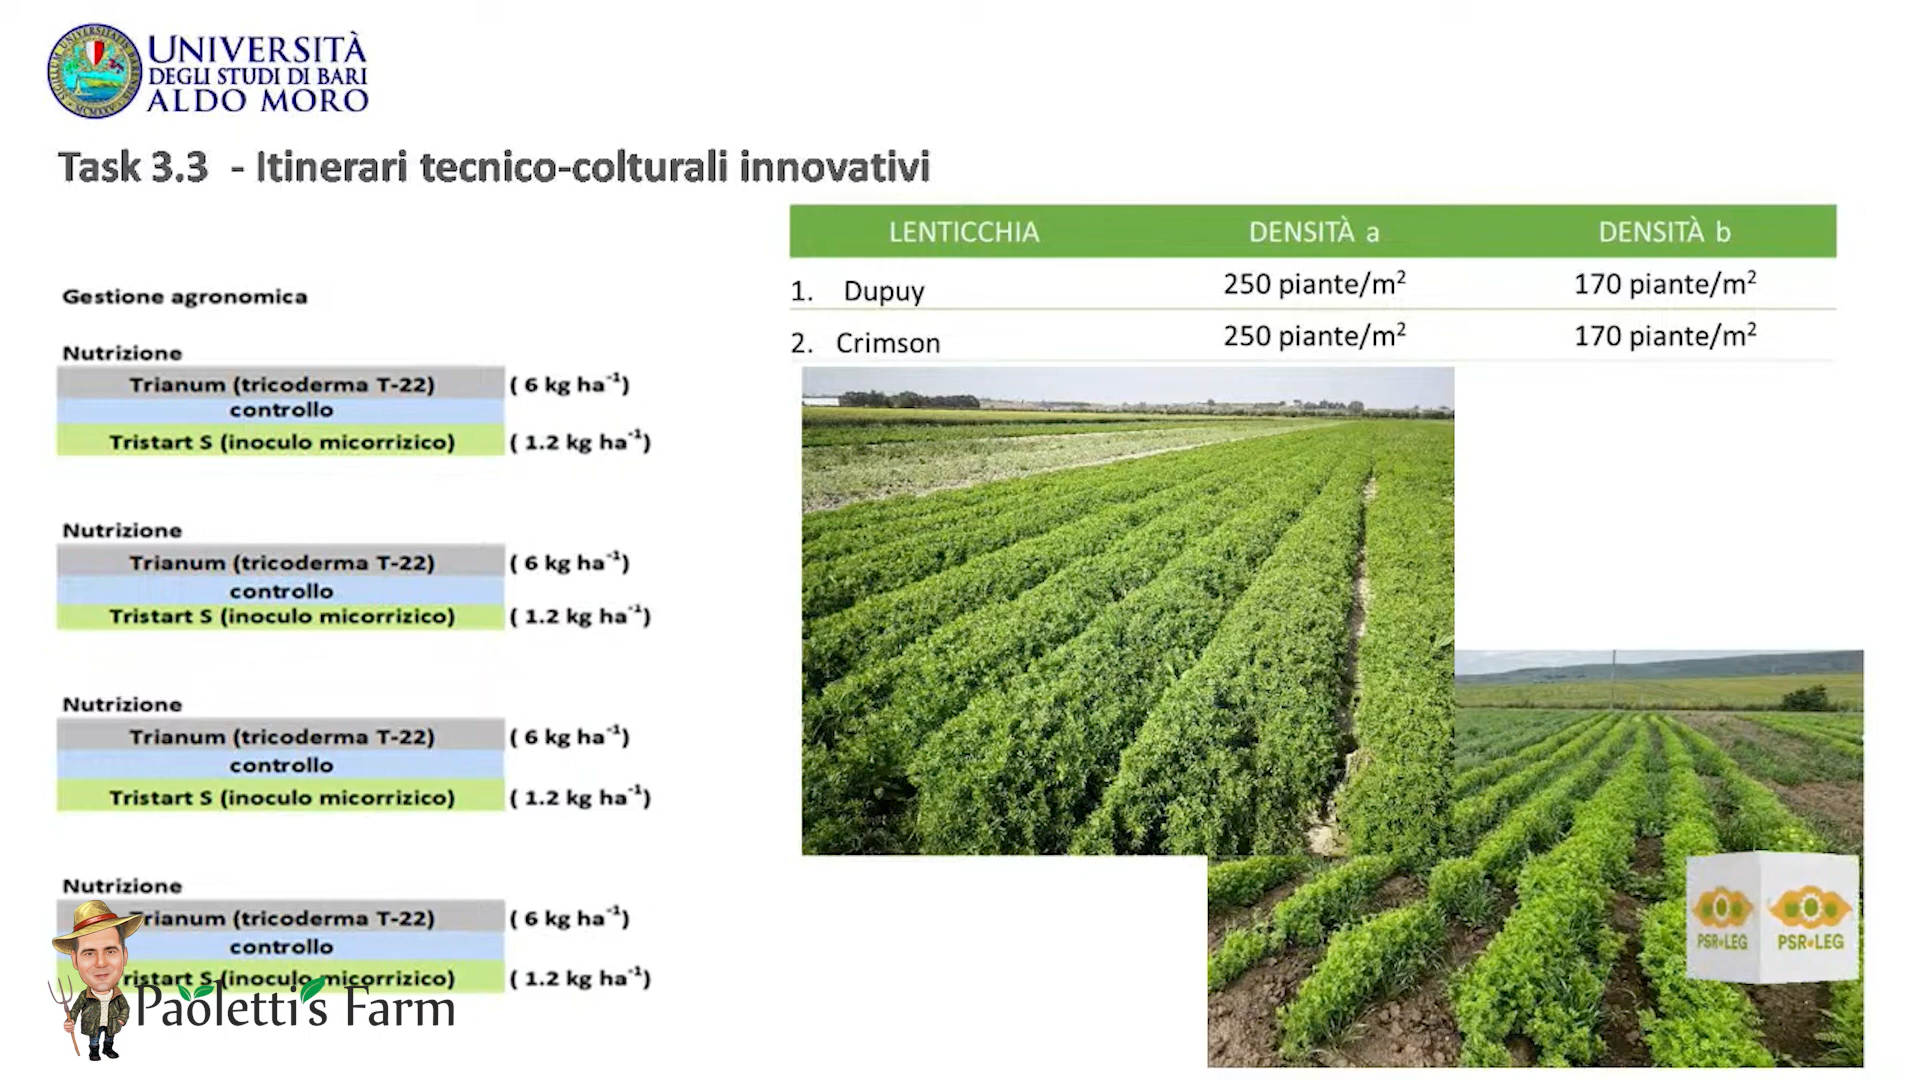 UNIVERSITÀ
DEGLI STUDI DI BARI
ALDO MORO
Task 3.3 - Itinerari tecnico-colturali innovativi
LENTICCHIA DENSITÀ a DENSITÀ b
1. Dupuy 250 piante/m² 170 piante/m²
2. Crimson 250 piante/m² 170 piante/m²
Gestione agronomica
Nutrizione
Trianum (tricoderma T-22) ( 6 kg ha⁻¹)
controllo
Tristart S (inoculo micorrizico) ( 1.2 kg ha⁻¹)
Nutrizione
Trianum (tricoderma T-22) ( 6 kg ha⁻¹)
controllo
Tristart S (inoculo micorrizico) ( 1.2 kg ha⁻¹)
Nutrizione
Trianum (tricoderma T-22) ( 6 kg ha⁻¹)
controllo
Tristart S (inoculo micorrizico) ( 1.2 kg ha⁻¹)
Nutrizione
Trianum (tricoderma T-22) ( 6 kg ha⁻¹)
controllo
Tristart S (inoculo micorrizico) ( 1.2 kg ha⁻¹)
Paoletti's Farm
PSR LEG PSR LEG